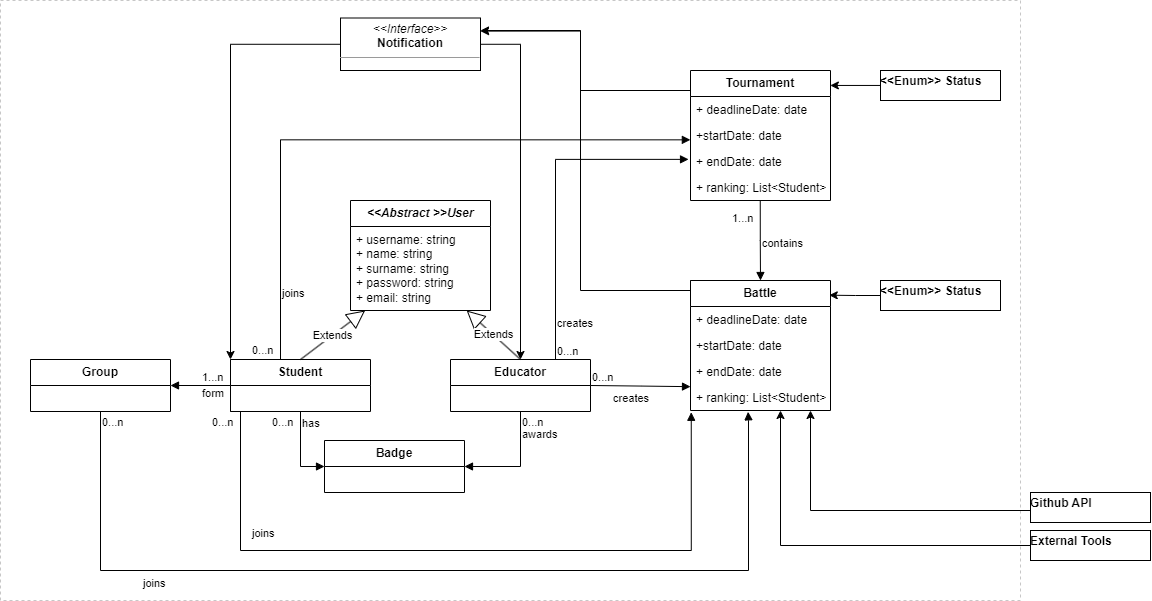 <<Interface>>
Notification
Tournament
+ deadlineDate: date
+startDate: date
+ endDate: date
+ ranking: List<Student>
<<Enum>> Status
<<Abstract >>User
+ username: string
+ name: string
+ surname: string
+ password: string
+ email: string
1...n
contains
Battle
+ deadlineDate: date
+startDate: date
+ endDate: date
+ ranking: List<Student>
<<Enum>> Status
joins
Extends
Extends
creates
0...n
0...n
Group
1...n
form
Student
Educator
0...n
creates
0...n
0...n
0...n
has
0...n
awards
Badge
joins
joins
Github API
External Tools